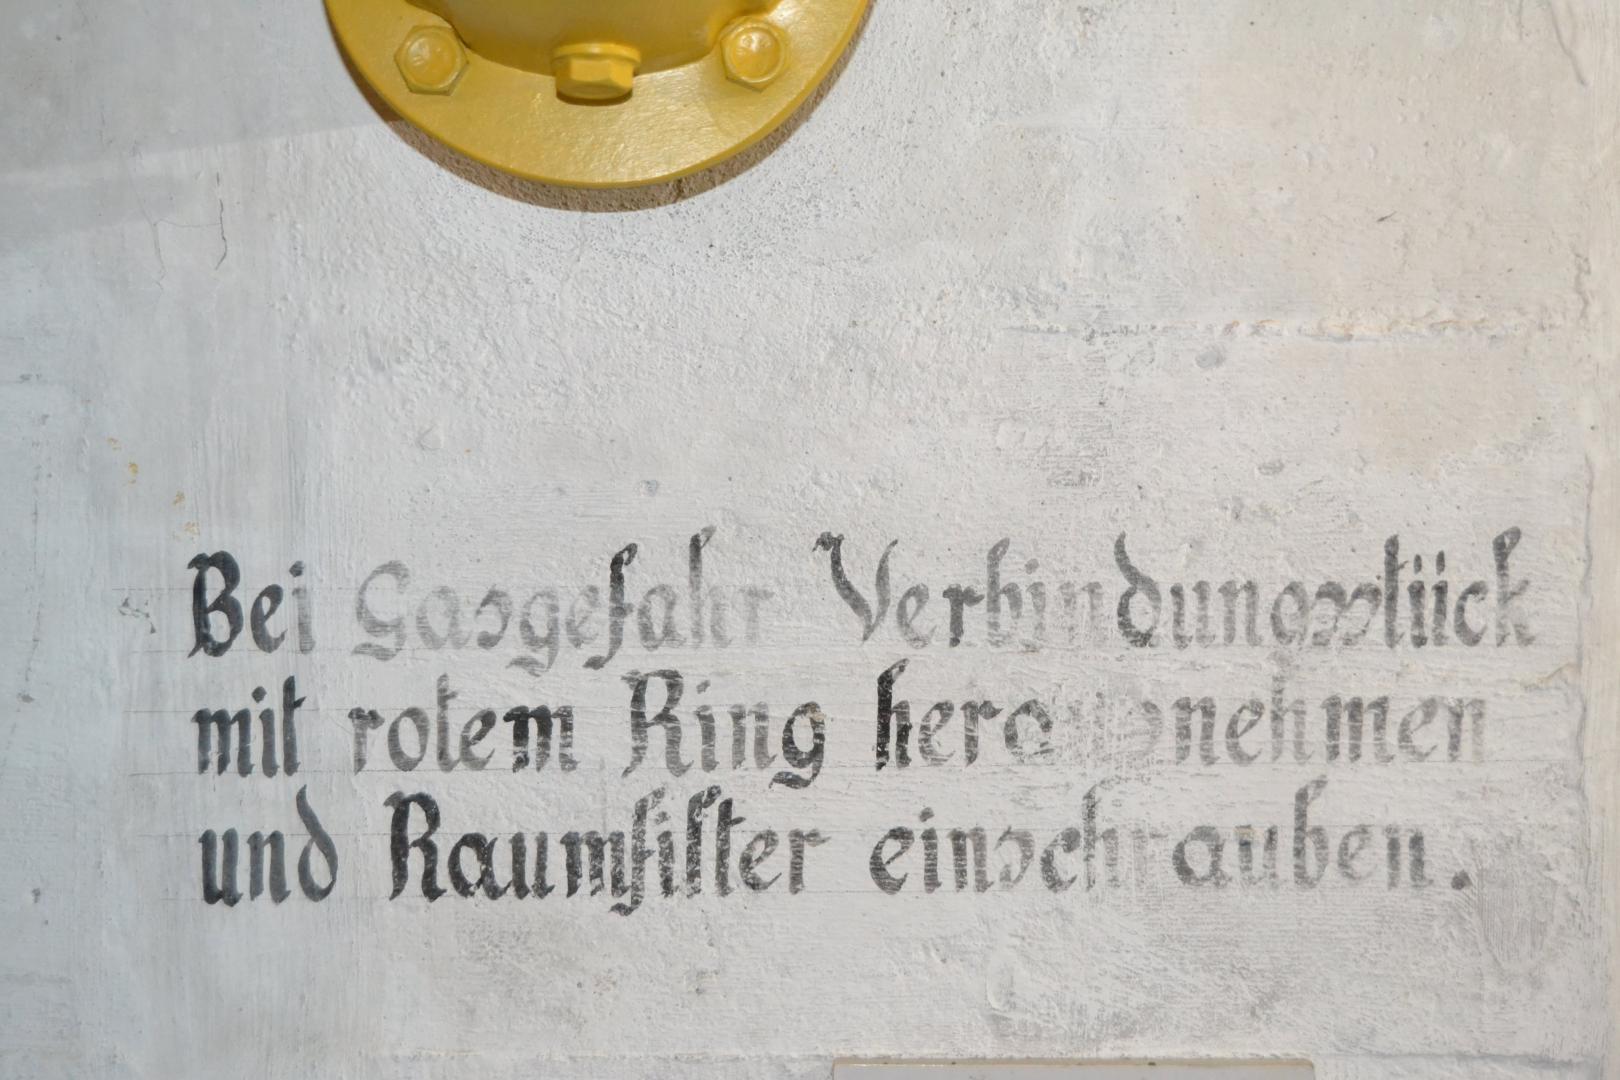 Bei Gasgefahr Verbindungsstück
mit rotem Ring herausnehmen
und Raumfilter einschrauben.